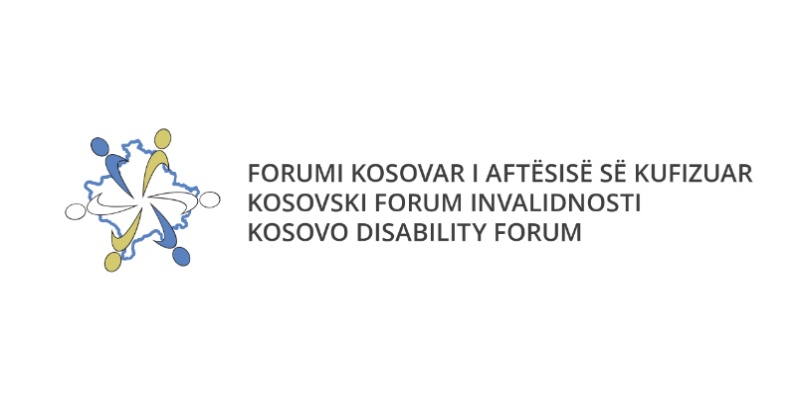 FORUMI KOSOVAR I AFTËSISË SË KUFIZUAR
KOSOVSKI FORUM INVALIDNOSTI
KOSOVO DISABILITY FORUM